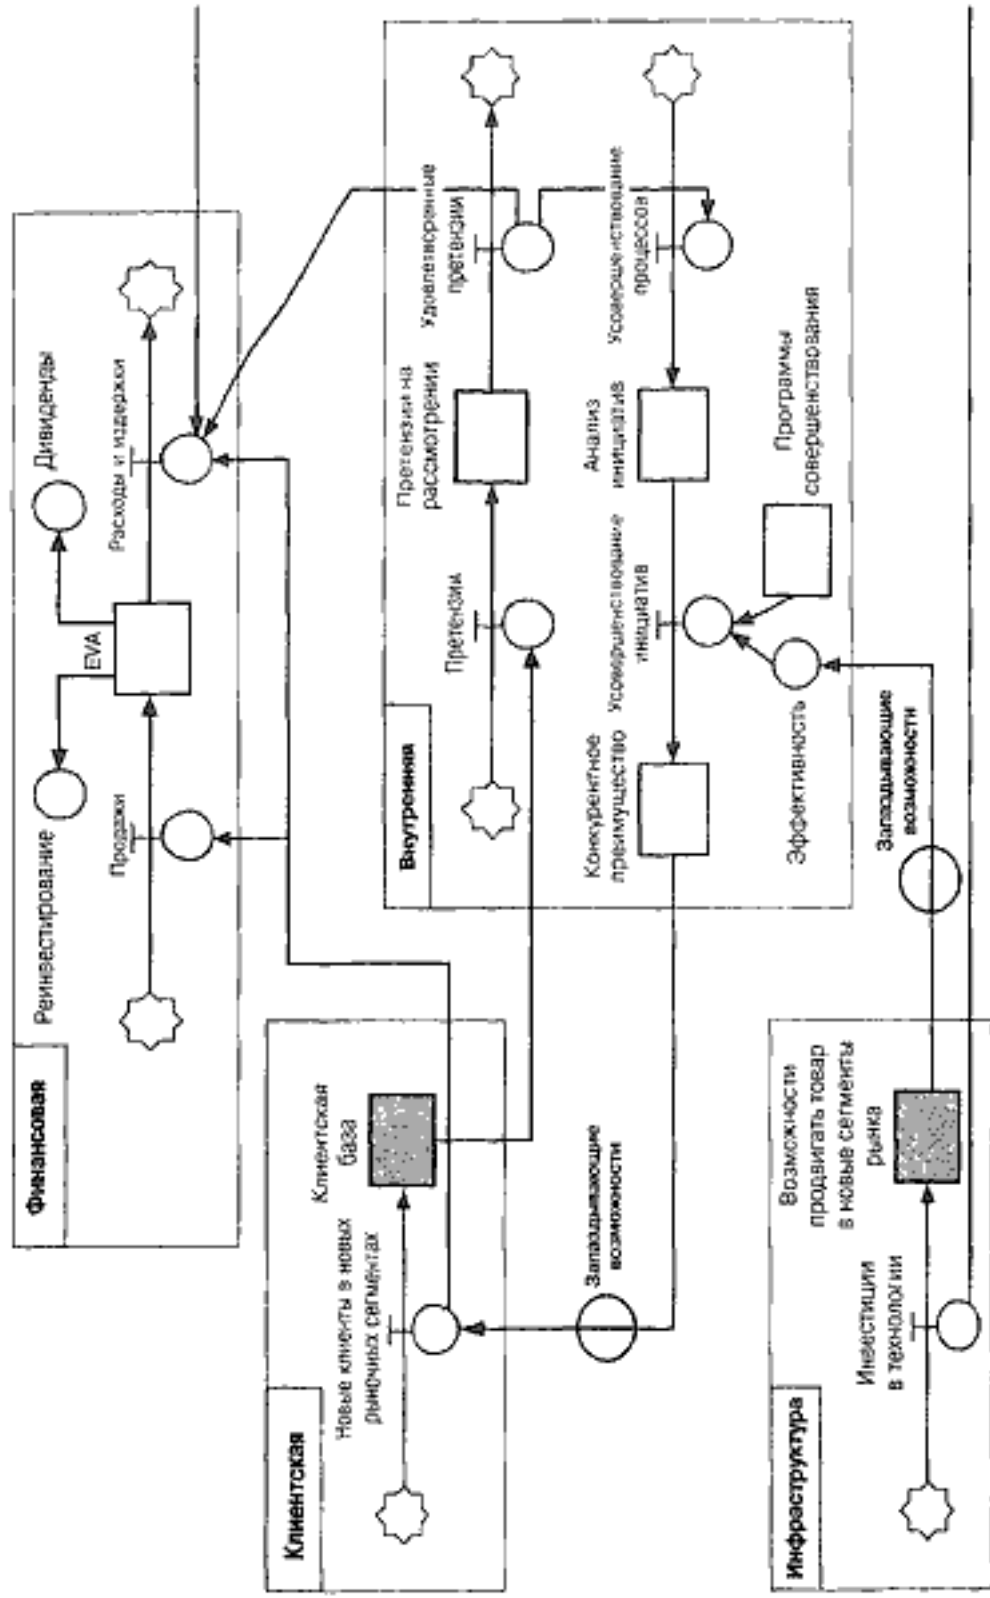 Финансовая
Реинвестирование
Дивиденды
EVA
Продажи
Расходы и издержки
Клиентская
Новые клиенты в новых
рыночных сегментах
Клиентская
база
Запаздывающие
возможности
Внутренняя
Претензии
Претензии на
рассмотрении
Удовлетворенные
претензии
Конкурентное
преимущество
Усовершенствование
инициатив
Анализ
инициатив
Усовершенствование
процессов
Эффективность
Программы
совершенствования
Запаздывающие
возможности
Инфраструктура
Инвестиции
в технологии
Возможности
продвигать товар
в новые сегменты
рынка